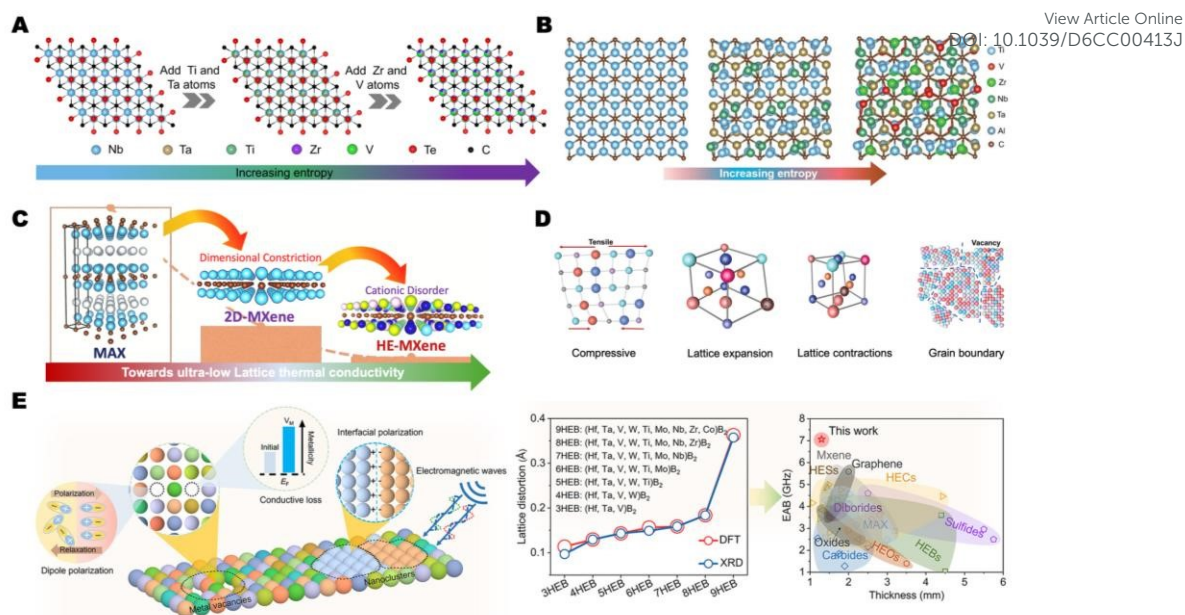 View Article Online
DOI: 10.1039/D6CC00413J
A
Add Ti and
Ta atoms
Add Zr and
V atoms
Nb Ta Ti Zr V Te C
Increasing entropy
B
Ti
V
Zr
Nb
Ta
Al
C
Increasing entropy
C
Dimensional Constriction
Cationic Disorder
2D-MXene
HE-MXene
MAX
Towards ultra-low Lattice thermal conductivity
D
Tensile
Vacancy
Compressive
Lattice expansion
Lattice contractions
Grain boundary
E
Polarization
Relaxation
Dipole polarization
Initial
V_M
Metalicity
E_F
Conductive loss
Interfacial polarization
Electromagnetic waves
Metal vacancies
Nanoclusters
Lattice distortion (Å)
0.4
0.3
0.2
0.1
9HEB: (Hf, Ta, V, W, Ti, Mo, Nb, Zr, Co)B₂
8HEB: (Hf, Ta, V, W, Ti, Mo, Nb, Zr)B₂
7HEB: (Hf, Ta, V, W, Ti, Mo, Nb)B₂
6HEB: (Hf, Ta, V, W, Ti, Mo)B₂
5HEB: (Hf, Ta, V, W, Ti)B₂
4HEB: (Hf, Ta, V, W)B₂
3HEB: (Hf, Ta, V)B₂
DFT
XRD
3HEB 4HEB 5HEB 6HEB 7HEB 8HEB 9HEB
EAB (GHz)
8
7
6
5
4
3
2
1
This work
Mxene
Graphene
HESs
HECs
Diborides
MAX
Sulfides
Oxides
Carbides
HEOs
HEBs
1 2 3 4 5 6
Thickness (mm)